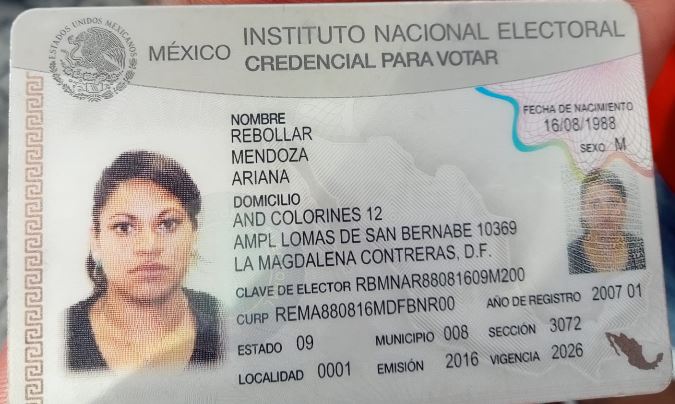 ESTADOS UNIDOS MEXICANOS
MÉXICO INSTITUTO NACIONAL ELECTORAL
CREDENCIAL PARA VOTAR
FECHA DE NACIMIENTO
16/08/1988
SEXO M
NOMBRE
REBOLLAR
MENDOZA
ARIANA
DOMICILIO
AND COLORINES 12
AMPL LOMAS DE SAN BERNABE 10369
LA MAGDALENA CONTRERAS, D.F.
CLAVE DE ELECTOR RBMNAR88081609M200
CURP REMA880816MDFBNR00 AÑO DE REGISTRO 2007 01
ESTADO 09 MUNICIPIO 008 SECCIÓN 3072
LOCALIDAD 0001 EMISIÓN 2016 VIGENCIA 2026